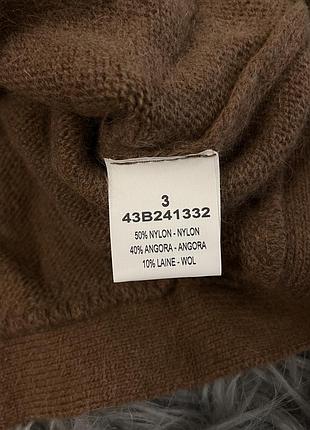 3
43B241332
50% NYLON - NYLON
40% ANGORA - ANGORA
10% LAINE - WOL